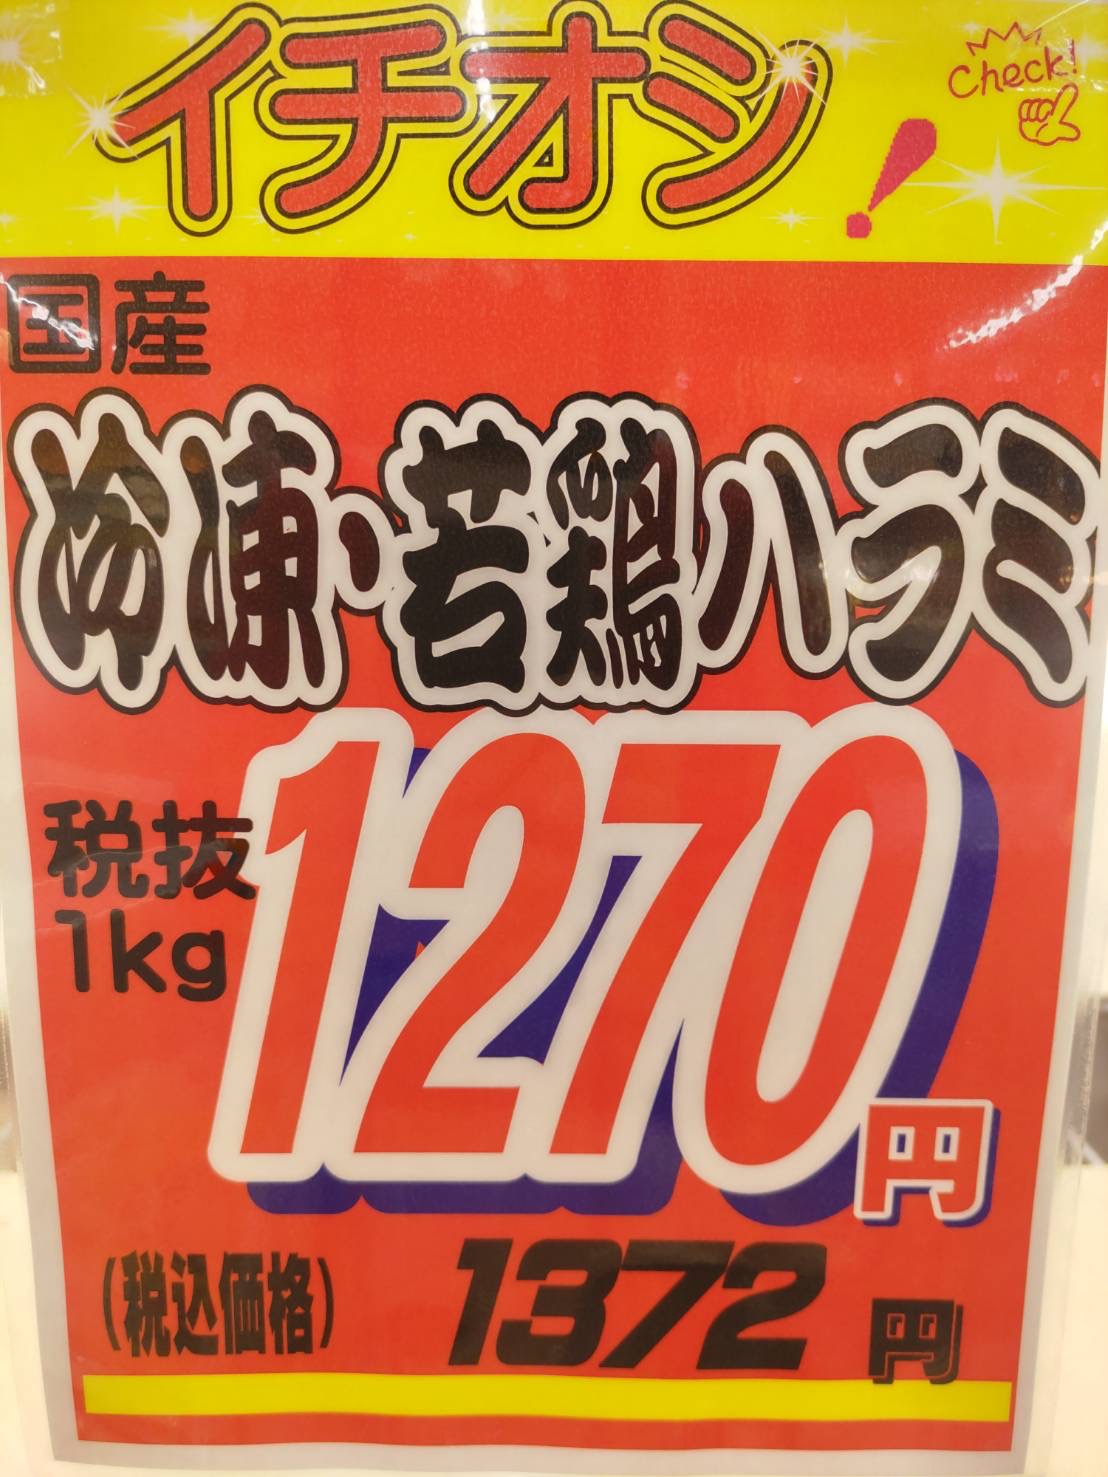 イチオシ!
Check!
国産
冷凍・若鶏ハラミ
税抜
1kg
1270円
(税込価格) 1372円